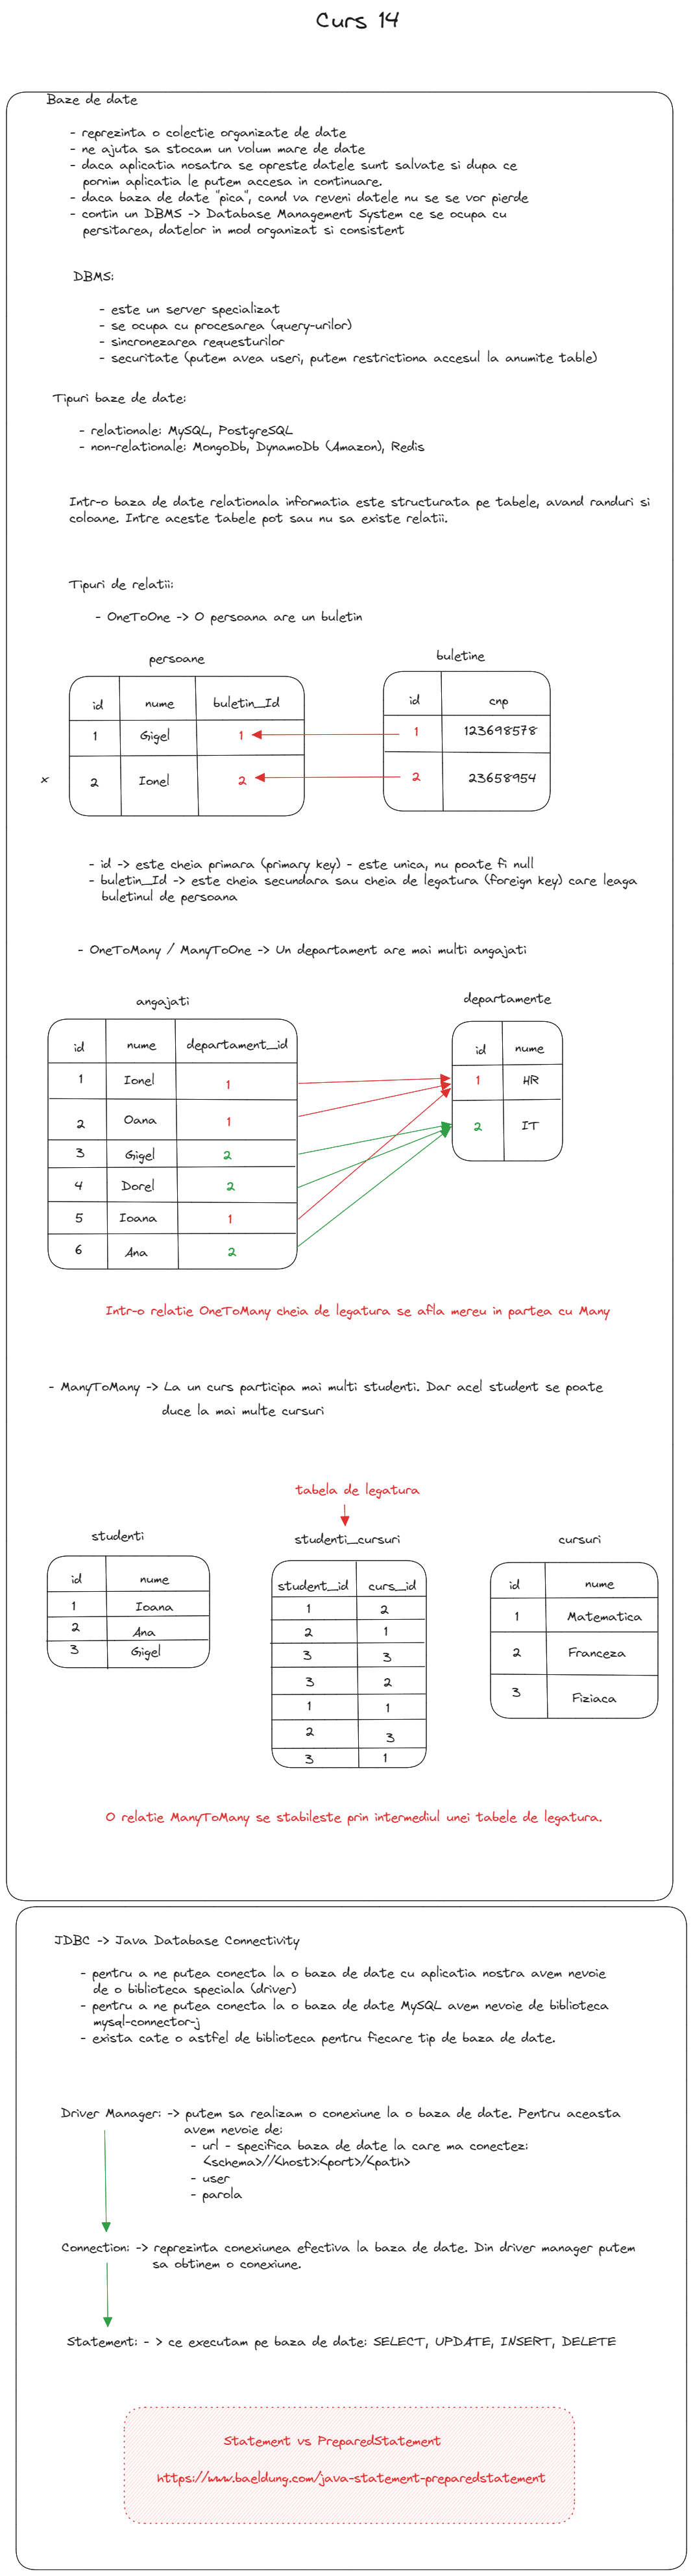 Curs 14
Baze de date
- reprezinta o colectie organizate de date
- ne ajuta sa stocam un volum mare de date
- daca aplicatia nosatra se opreste datele sunt salvate si dupa ce
pornim aplicatia le putem accesa in continuare.
- daca baza de date "pica", cand va reveni datele nu se se vor pierde
- contin un DBMS -> Database Management System ce se ocupa cu
persitarea, datelor in mod organizat si consistent
DBMS:
- este un server specializat
- se ocupa cu procesarea (query-urilor)
- sincronezarea requesturilor
- securitate (putem avea useri, putem restrictiona accesul la anumite table)
Tipuri baze de date:
- relationale: MySQL, PostgreSQL
- non-relationale: MongoDb, DynamoDb (Amazon), Redis
Intr-o baza de date relationala informatia este structurata pe tabele, avand randuri si
coloane. Intre aceste tabele pot sau nu sa existe relatii.
Tipuri de relatii:
- OneToOne -> O persoana are un buletin
persoane
id nume buletin_Id
1 Gigel 1
x 2 Ionel 2
buletine
id cnp
1 123698578
2 23658954
- id -> este cheia primara (primary key) - este unica, nu poate fi null
- buletin_Id -> este cheia secundara sau cheia de legatura (foreign key) care leaga
buletinul de persoana
- OneToMany / ManyToOne -> Un departament are mai multi angajati
angajati
id nume departament_id
1 Ionel 1
2 Oana 1
3 Gigel 2
4 Dorel 2
5 Ioana 1
6 Ana 2
departamente
id nume
1 HR
2 IT
Intr-o relatie OneToMany cheia de legatura se afla mereu in partea cu Many
- ManyToMany -> La un curs participa mai multi studenti. Dar acel student se poate
duce la mai multe cursuri
tabela de legatura
studenti
id nume
1 Ioana
2 Ana
3 Gigel
studenti_cursuri
student_id curs_id
1 2
2 1
3 3
3 2
1 1
2 3
3 1
cursuri
id nume
1 Matematica
2 Franceza
3 Fiziaca
O relatie ManyToMany se stabileste prin intermediul unei tabele de legatura.
JDBC -> Java Database Connectivity
- pentru a ne putea conecta la o baza de date cu aplicatia nostra avem nevoie
de o biblioteca speciala (driver)
- pentru a ne putea conecta la o baza de date MySQL avem nevoie de biblioteca
mysql-connector-j
- exista cate o astfel de biblioteca pentru fiecare tip de baza de date.
Driver Manager: -> putem sa realizam o conexiune la o baza de date. Pentru aceasta
avem nevoie de:
- url - specifica baza de date la care ma conectez:
<schema>//<host>:<port>/<path>
- user
- parola
Connection: -> reprezinta conexiunea efectiva la baza de date. Din driver manager putem
sa obtinem o conexiune.
Statement: - > ce executam pe baza de date: SELECT, UPDATE, INSERT, DELETE
Statement vs PreparedStatement
https://www.baeldung.com/java-statement-preparedstatement